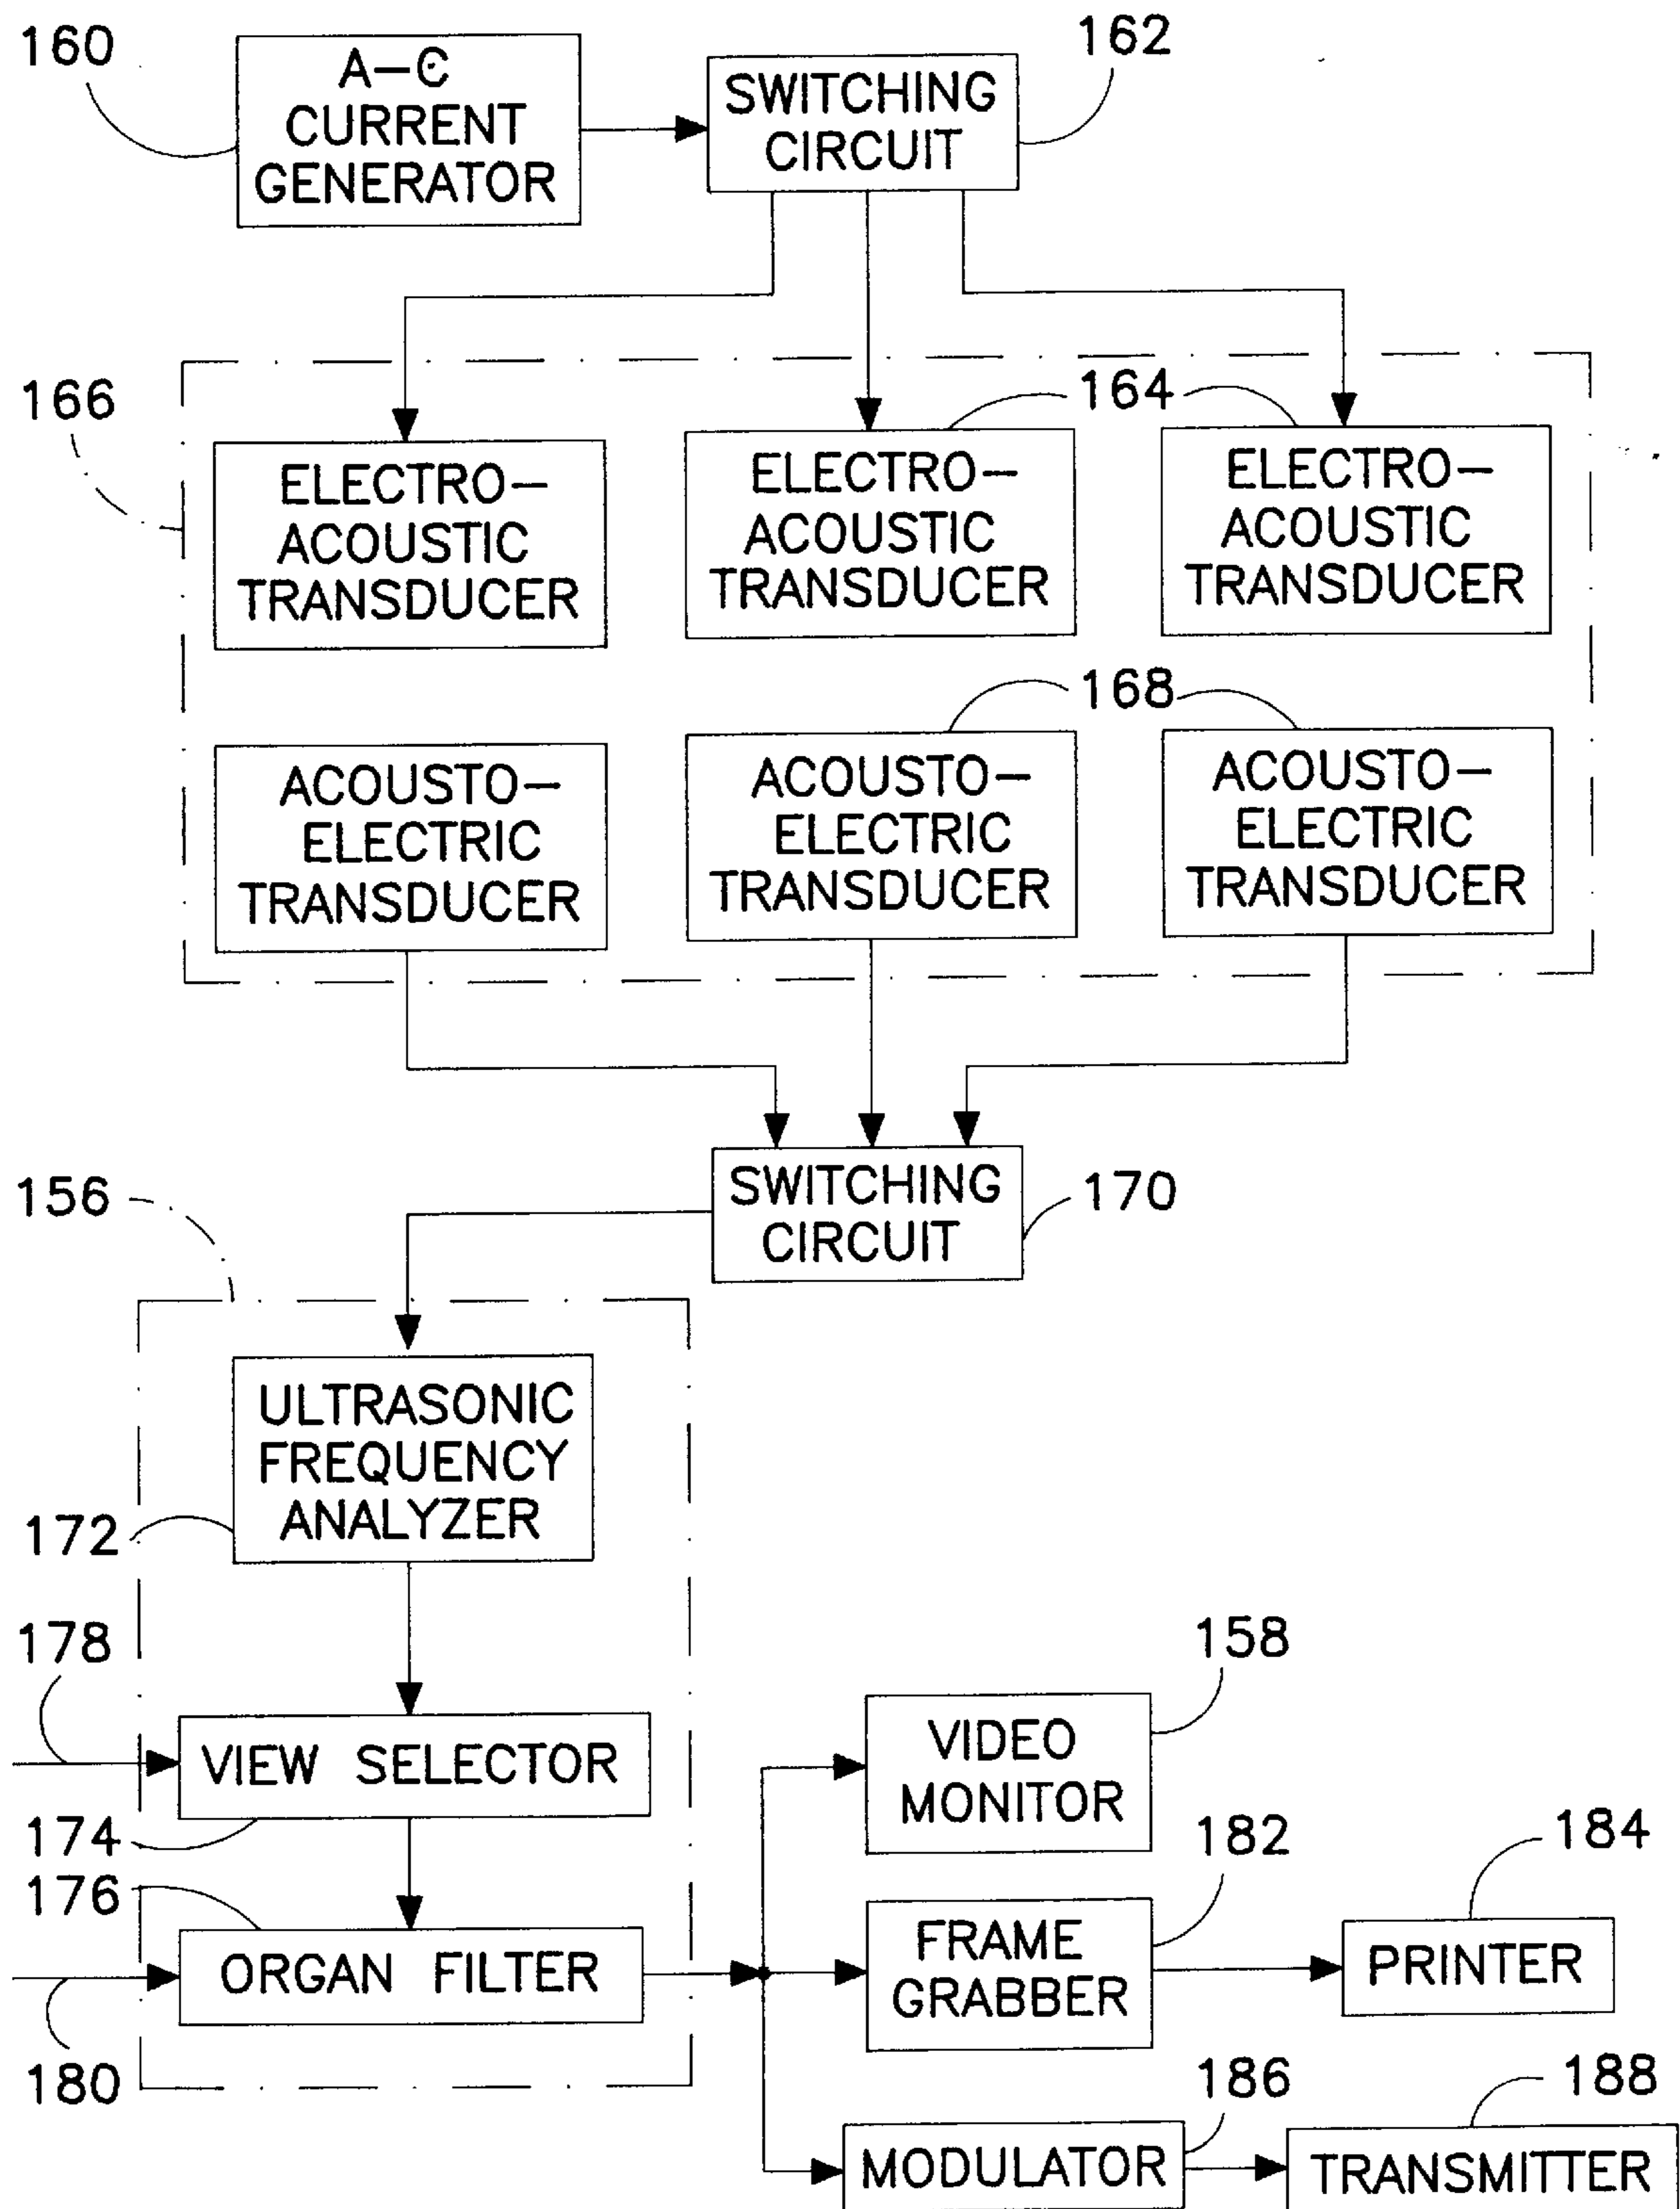 160
A-C
CURRENT
GENERATOR
SWITCHING
CIRCUIT
162
166
164
ELECTRO-
ACOUSTIC
TRANSDUCER
ELECTRO-
ACOUSTIC
TRANSDUCER
ELECTRO-
ACOUSTIC
TRANSDUCER
168
ACOUSTO-
ELECTRIC
TRANSDUCER
ACOUSTO-
ELECTRIC
TRANSDUCER
ACOUSTO-
ELECTRIC
TRANSDUCER
156
SWITCHING
CIRCUIT
170
ULTRASONIC
FREQUENCY
ANALYZER
172
178
VIEW SELECTOR
174
176
ORGAN FILTER
180
158
VIDEO
MONITOR
182
FRAME
GRABBER
184
PRINTER
186
MODULATOR
188
TRANSMITTER